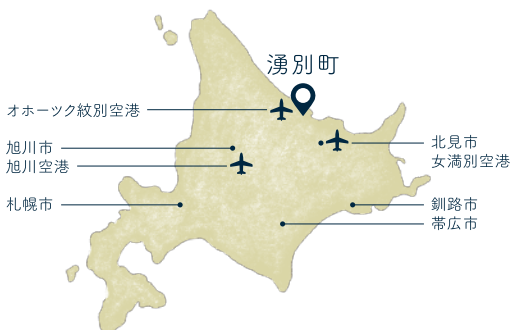 湧別町
オホーツク紋別空港
旭川市
旭川空港
札幌市
北見市
女満別空港
釧路市
帯広市